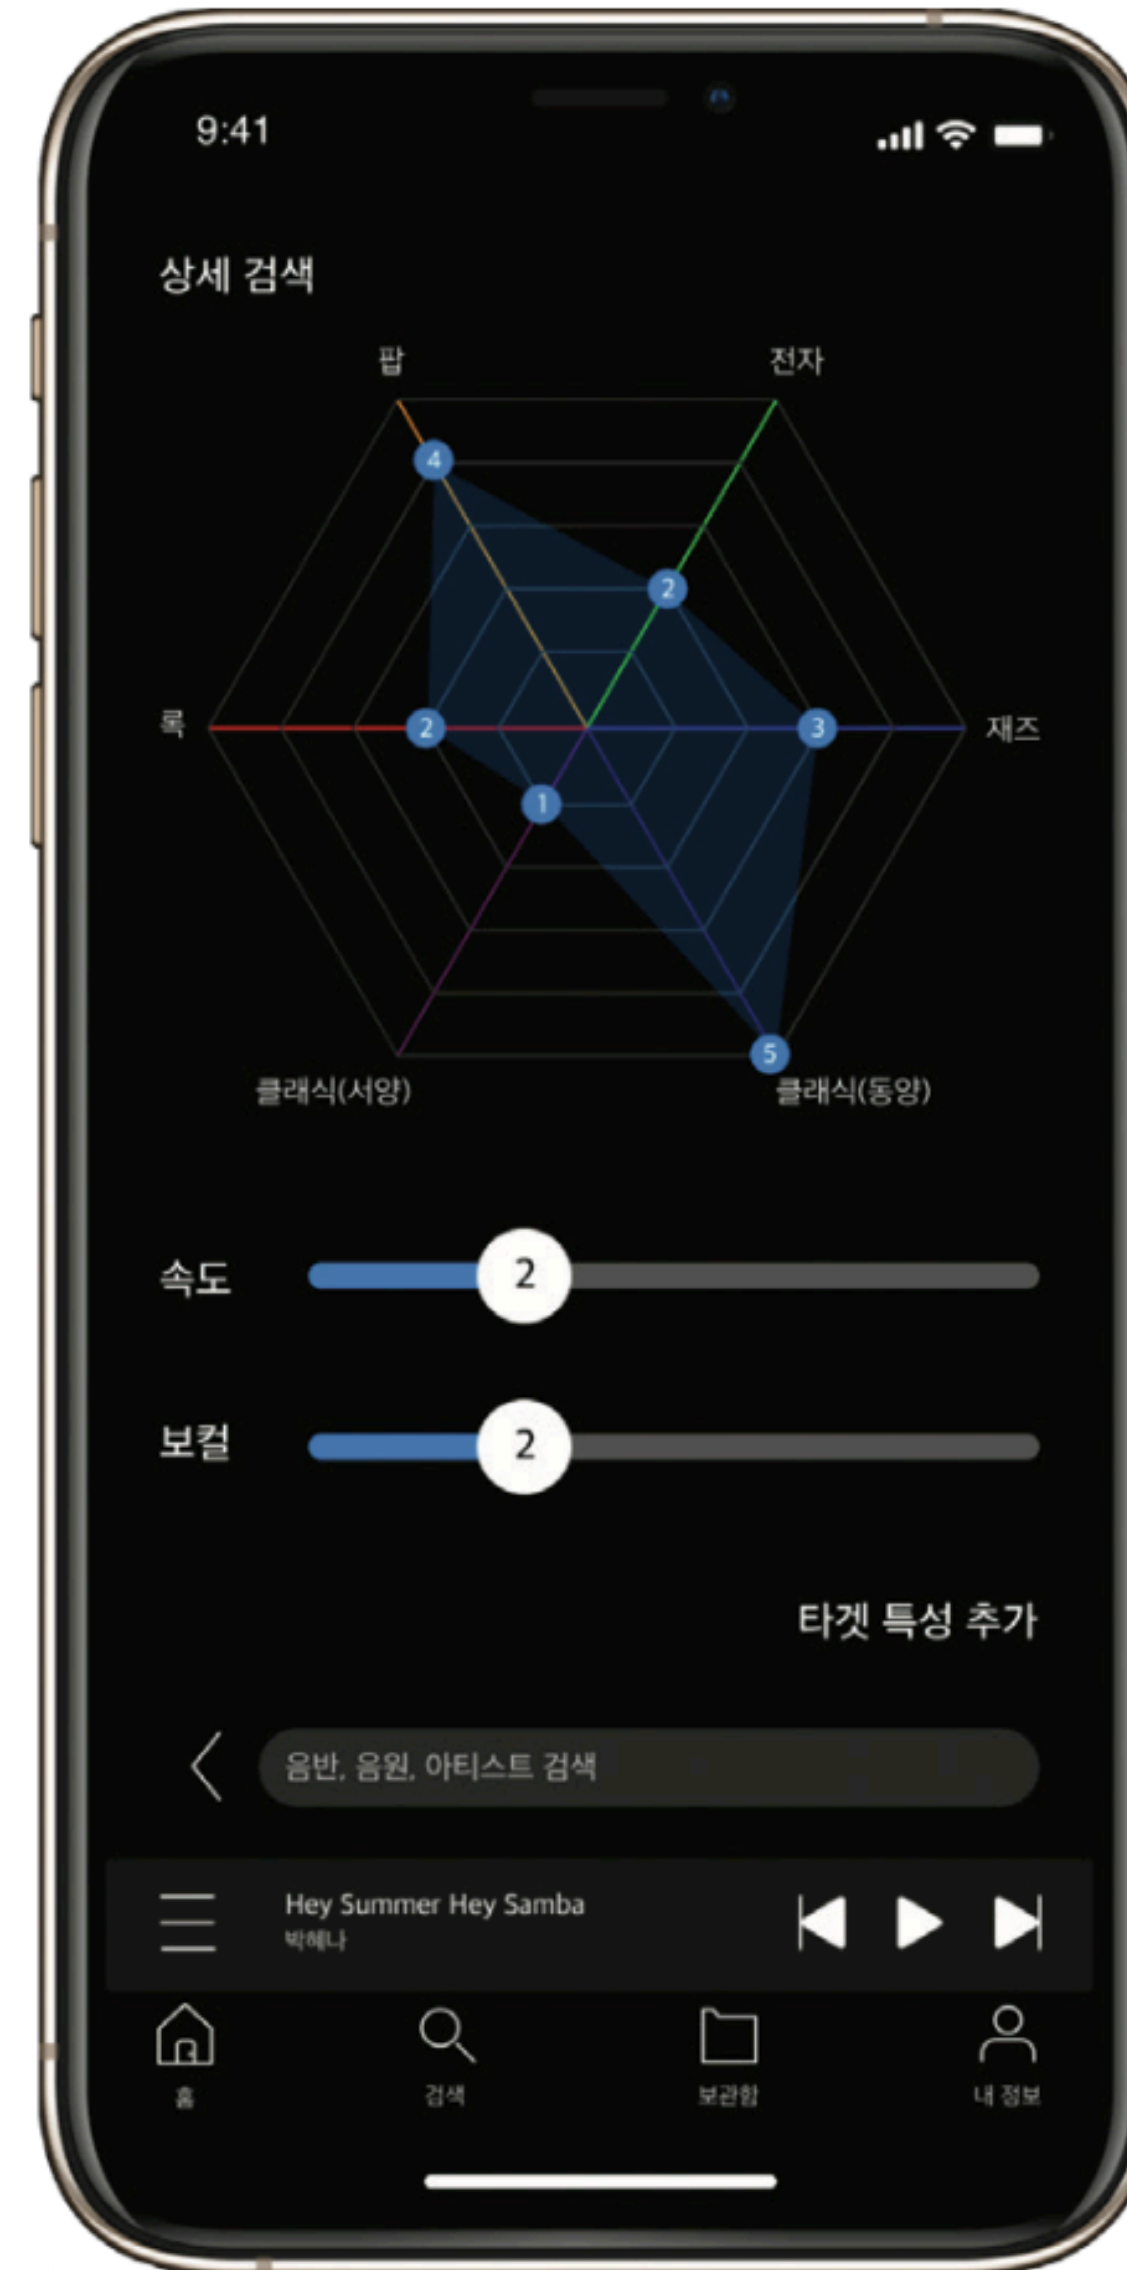 9:41
상세 검색
팝
전자
4
2
록
2
3
재즈
1
5
클래식(서양)
클래식(동양)
속도
2
보컬
2
타겟 특성 추가
음반, 음원, 아티스트 검색
Hey Summer Hey Samba
박혜나
홈
검색
보관함
내 정보